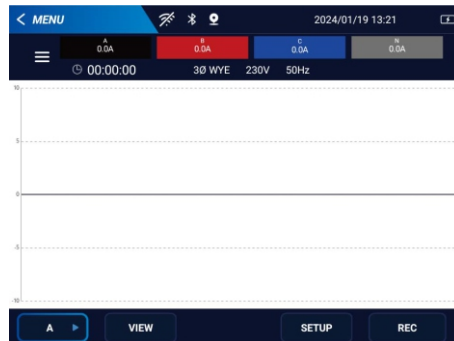 MENU 2024/01/19 13:21
A B C N
0.0A 0.0A 0.0A 0.0A
00:00:00 3Ø WYE 230V 50Hz
10
5
0
-5
-10
A VIEW SETUP REC